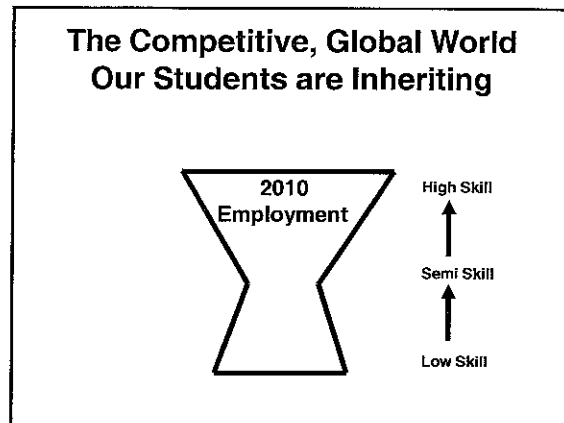 The Competitive, Global World
Our Students are Inheriting
2010
Employment
High Skill
Semi Skill
Low Skill